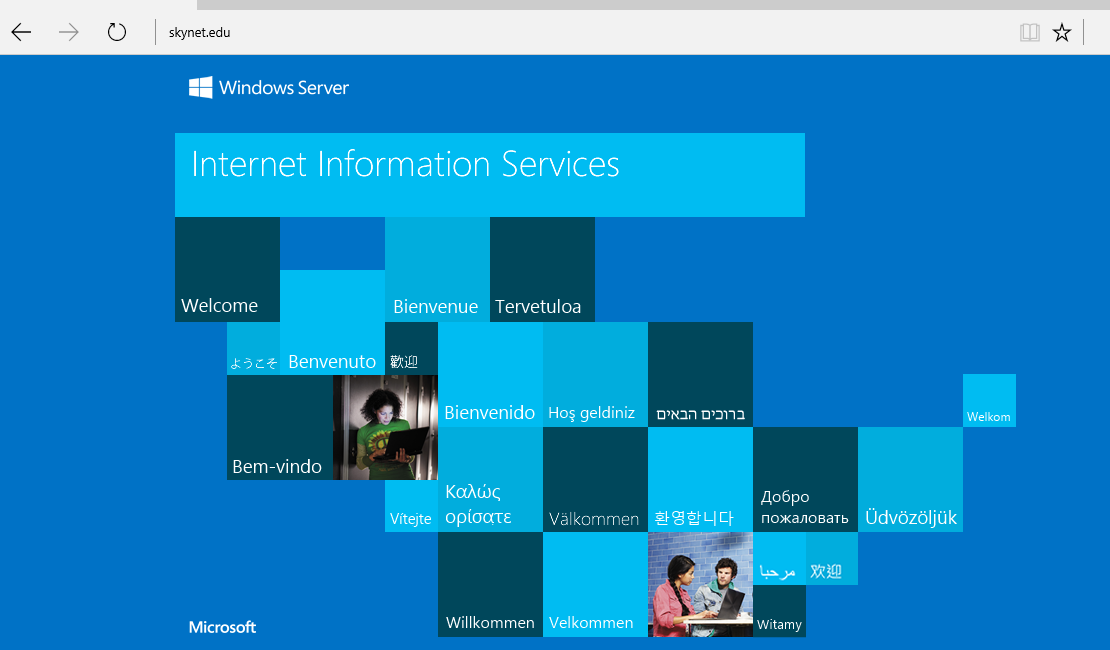 skynet.edu
Windows Server
Internet Information Services
Welcome
Bienvenue
Tervetuloa
ようこそ
Benvenuto
歡迎
Bienvenido
Hoş geldiniz
ברוכים הבאים
Welkom
Bem-vindo
Vítejte
Καλώς
ορίσατε
Välkommen
환영합니다
Добро
пожаловать
Üdvözöljük
مرحبا
欢迎
Willkommen
Velkommen
Witamy
Microsoft